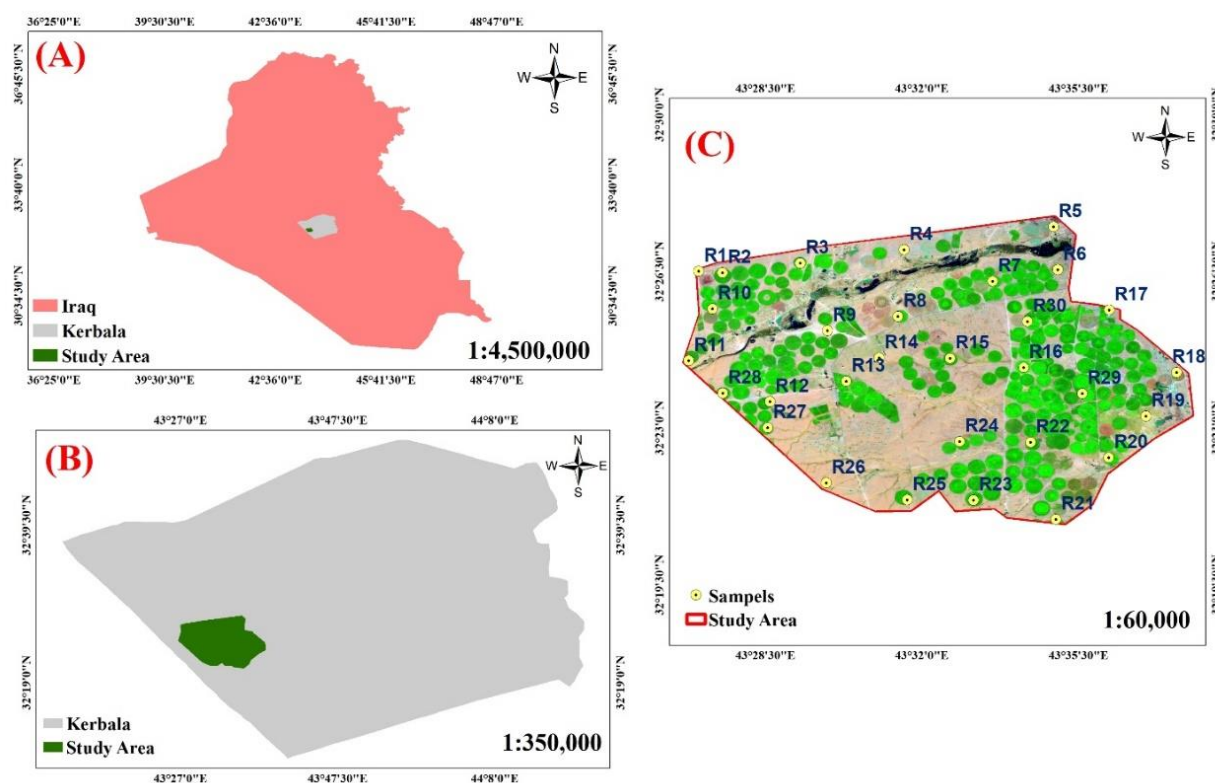 36°25'0"E 39°30'30"E 42°36'0"E 45°41'30"E 48°47'0"E
(A)
N
W E
S
36°45'30"N
33°40'0"N
30°34'30"N
36°45'30"N
33°40'0"N
30°34'30"N
Iraq
Kerbala
Study Area
1:4,500,000
36°25'0"E 39°30'30"E 42°36'0"E 45°41'30"E 48°47'0"E
43°27'0"E 43°47'30"E 44°8'0"E
(B)
N
W E
S
32°39'30"N
32°19'0"N
32°39'30"N
32°19'0"N
Kerbala
Study Area
1:350,000
43°27'0"E 43°47'30"E 44°8'0"E
43°28'30"E 43°32'0"E 43°35'30"E
(C)
N
W E
S
32°30'0"N
32°26'30"N
32°23'0"N
32°19'30"N
R5
R4
R3
R1 R2
R6
R7
R10
R17
R8
R30
R9
R11
R14
R15
R16
R18
R13
R28
R12
R29
R27
R19
R24
R22
R20
R26
R25
R23
R21
Sampels
Study Area
1:60,000
43°28'30"E 43°32'0"E 43°35'30"E